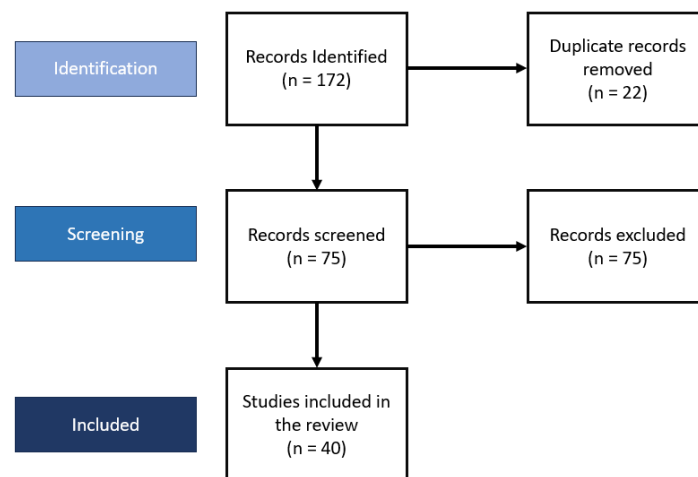 Identification
Records Identified
(n = 172)
Duplicate records
removed
(n = 22)
Screening
Records screened
(n = 75)
Records excluded
(n = 75)
Included
Studies included in
the review
(n = 40)